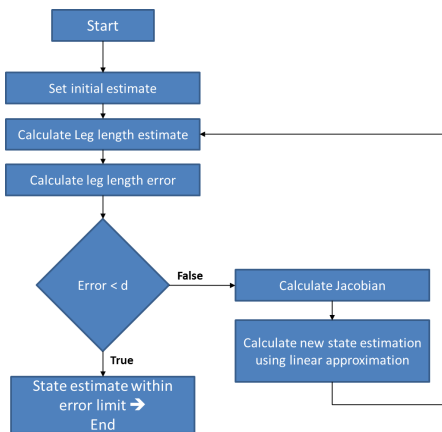 Start
Set initial estimate
Calculate Leg length estimate
Calculate leg length error
Error < d
False
Calculate Jacobian
Calculate new state estimation
using linear approximation
True
State estimate within
error limit ➔
End